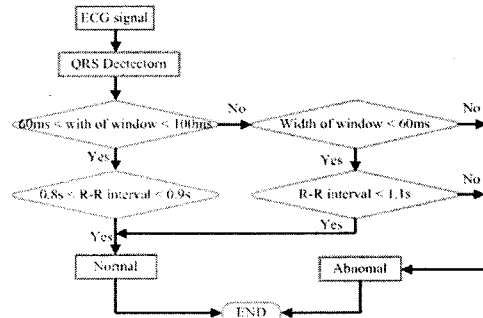 ECG signal
QRS Dectectorn
60ms < with of window < 100ms
No
Width of window < 60ms
No
Yes
Yes
0.8s < R-R interval < 0.9s
R-R interval < 1.1s
No
Yes
Yes
Normal
Abnomal
END